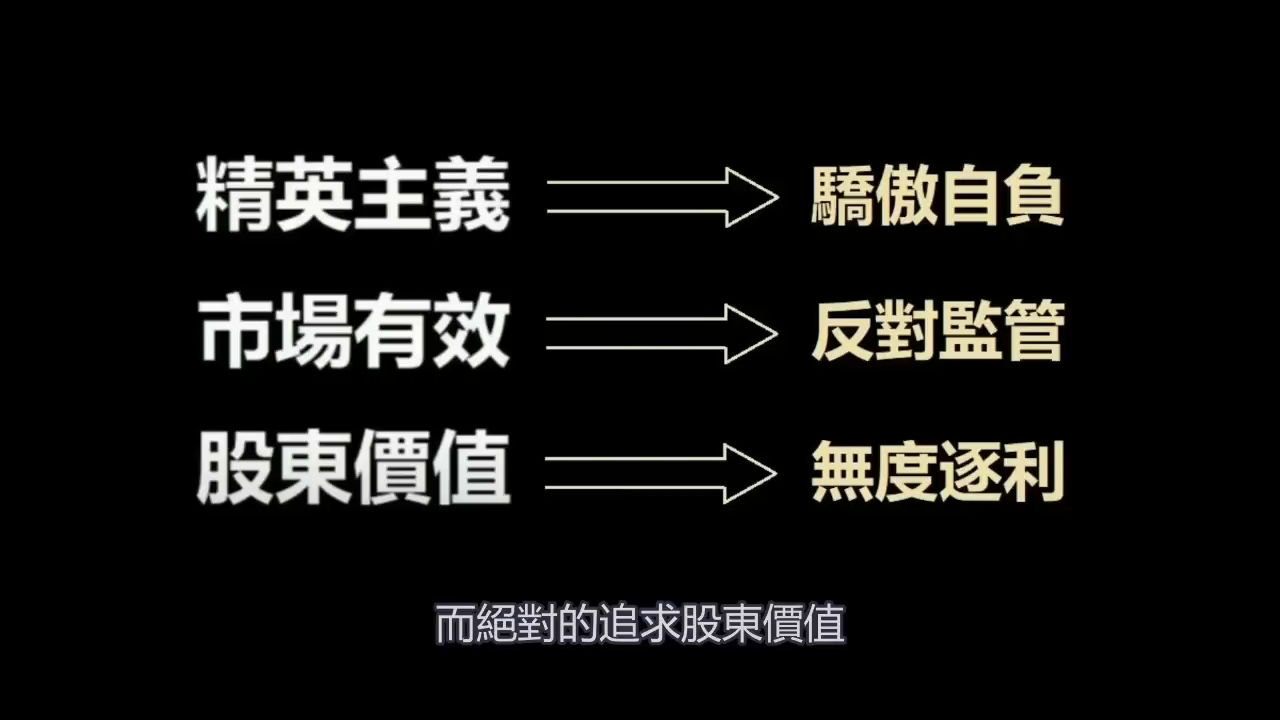 精英主義 驕傲自負
市場有效 反對監管
股東價值 無度逐利
而絕對的追求股東價值